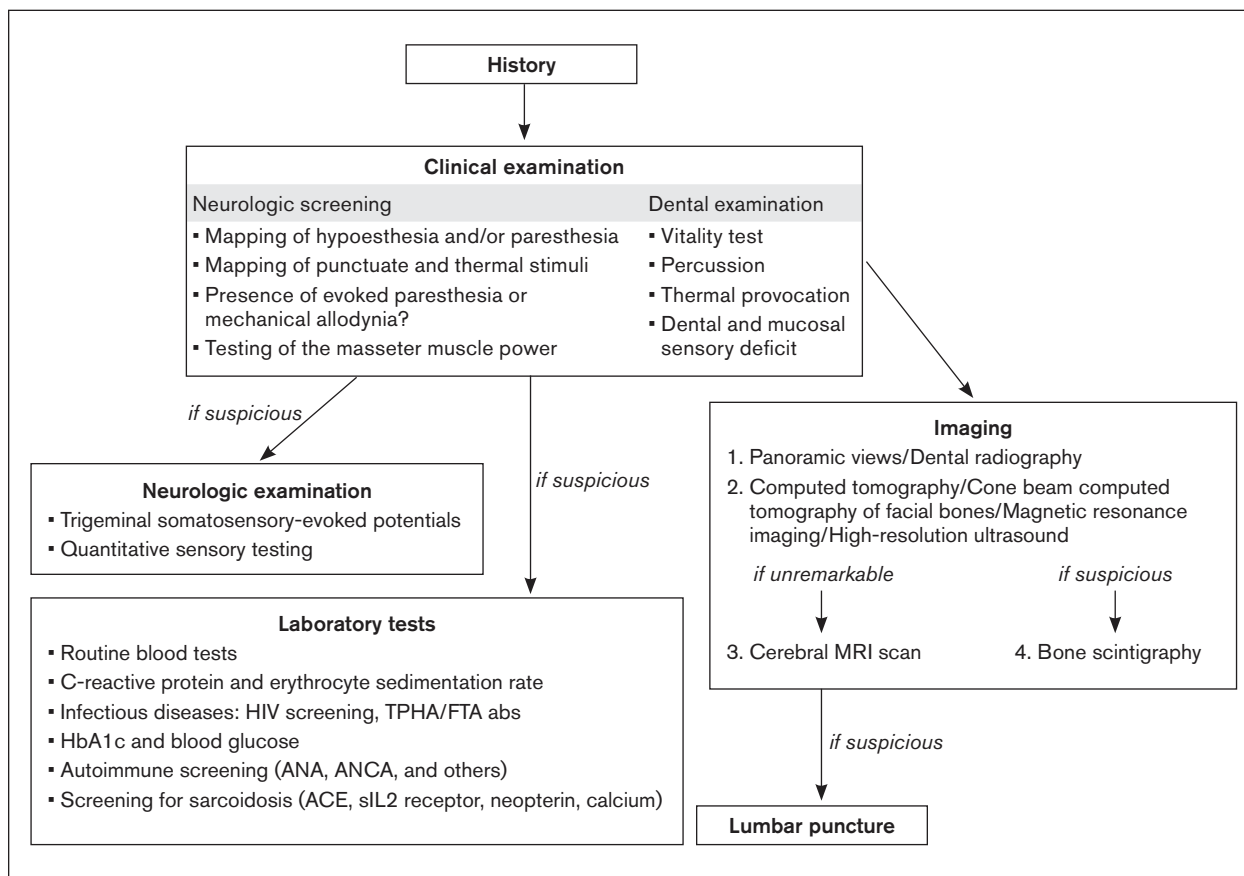 History
Clinical examination
Neurologic screening
▪ Mapping of hypoesthesia and/or paresthesia
▪ Mapping of punctuate and thermal stimuli
▪ Presence of evoked paresthesia or
mechanical allodynia?
▪ Testing of the masseter muscle power
Dental examination
▪ Vitality test
▪ Percussion
▪ Thermal provocation
▪ Dental and mucosal
sensory deficit
if suspicious
Neurologic examination
▪ Trigeminal somatosensory-evoked potentials
▪ Quantitative sensory testing
if suspicious
Laboratory tests
▪ Routine blood tests
▪ C-reactive protein and erythrocyte sedimentation rate
▪ Infectious diseases: HIV screening, TPHA/FTA abs
▪ HbA1c and blood glucose
▪ Autoimmune screening (ANA, ANCA, and others)
▪ Screening for sarcoidosis (ACE, sIL2 receptor, neopterin, calcium)
Imaging
1. Panoramic views/Dental radiography
2. Computed tomography/Cone beam computed
tomography of facial bones/Magnetic resonance
imaging/High-resolution ultrasound
if unremarkable
if suspicious
3. Cerebral MRI scan
4. Bone scintigraphy
if suspicious
Lumbar puncture